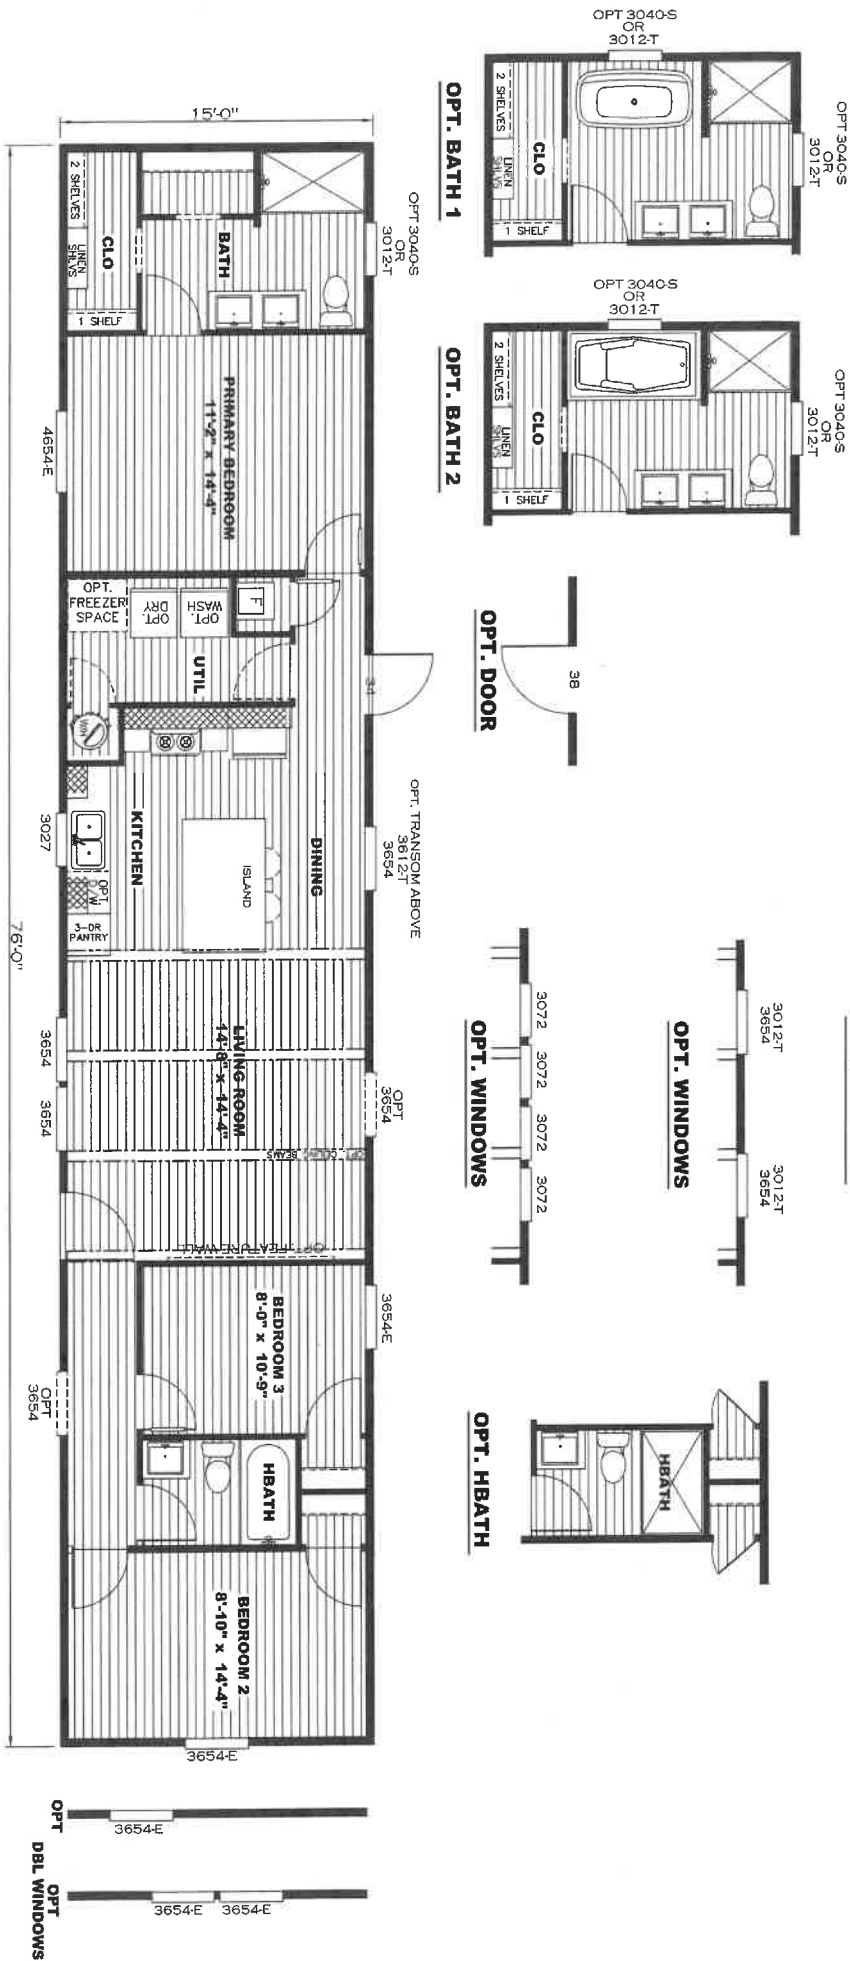 OPT 3040-S
OR
3012-T
OPT 3040-S
OR
3012-T
2 SHELVES
LINEN
SHLVS
CLO
1 SHELF
OPT. BATH 1
OPT 3040-S
OR
3012-T
OPT 3040-S
OR
3012-T
2 SHELVES
LINEN
SHLVS
CLO
1 SHELF
OPT. BATH 2
38
OPT. DOOR
3012-T
3654
3012-T
3654
OPT. WINDOWS
3072
3072
3072
3072
OPT. WINDOWS
HBATH
OPT. HBATH
15'-0"
76'-0"
OPT 3040-S
OR
3012-T
BATH
CLO
2 SHELVES
LINEN
SHLVS
1 SHELF
PRIMARY BEDROOM
11'-2" x 14'-4"
4654-E
OPT.
FREEZER
SPACE
OPT.
DRY
OPT.
WASH
F
UTIL
34
W/H
OPT. TRANSOM ABOVE
3612-T
3654
DINING
KITCHEN
ISLAND
3027
OPT
D/W
3-DR
PANTRY
LIVING ROOM
14'-8" x 14'-4"
3654
3654
OPT
3654
OPT. CEILING
BEAMS
OPT. FEATURE WALL
3654-E
BEDROOM 3
8'-0" x 10'-9"
OPT
3654
HBATH
BEDROOM 2
8'-10" x 14'-4"
3654-E
3654-E
OPT
3654-E
3654-E
OPT
DBL WINDOWS